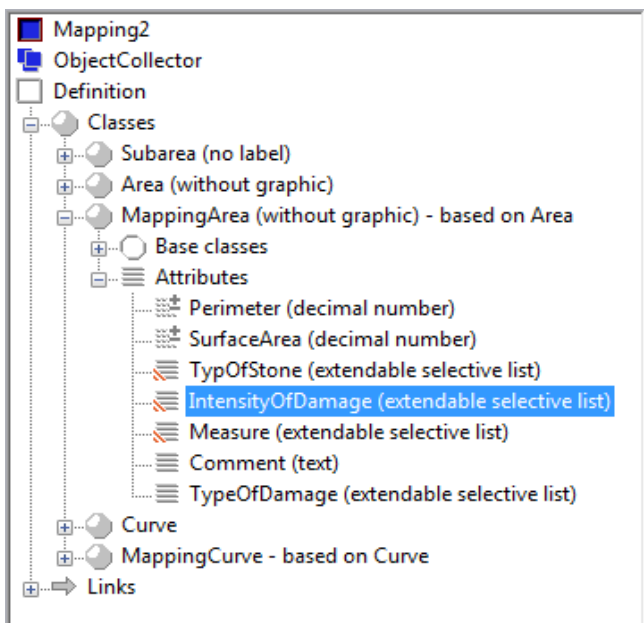 Mapping2
ObjectCollector
Definition
Classes
Subarea (no label)
Area (without graphic)
MappingArea (without graphic) - based on Area
Base classes
Attributes
Perimeter (decimal number)
SurfaceArea (decimal number)
TypOfStone (extendable selective list)
IntensityOfDamage (extendable selective list)
Measure (extendable selective list)
Comment (text)
TypeOfDamage (extendable selective list)
Curve
MappingCurve - based on Curve
Links